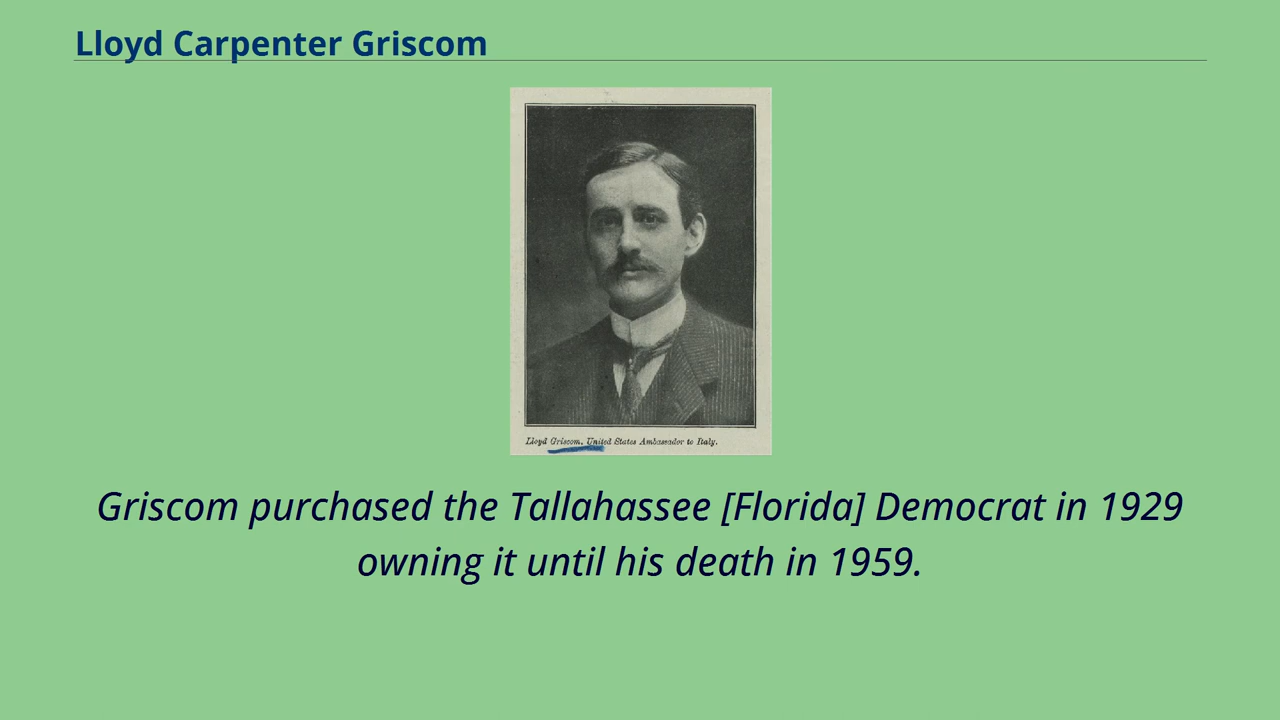 Lloyd Carpenter Griscom
Lloyd Griscom, United States Ambassador to Italy.
Griscom purchased the Tallahassee [Florida] Democrat in 1929
owning it until his death in 1959.